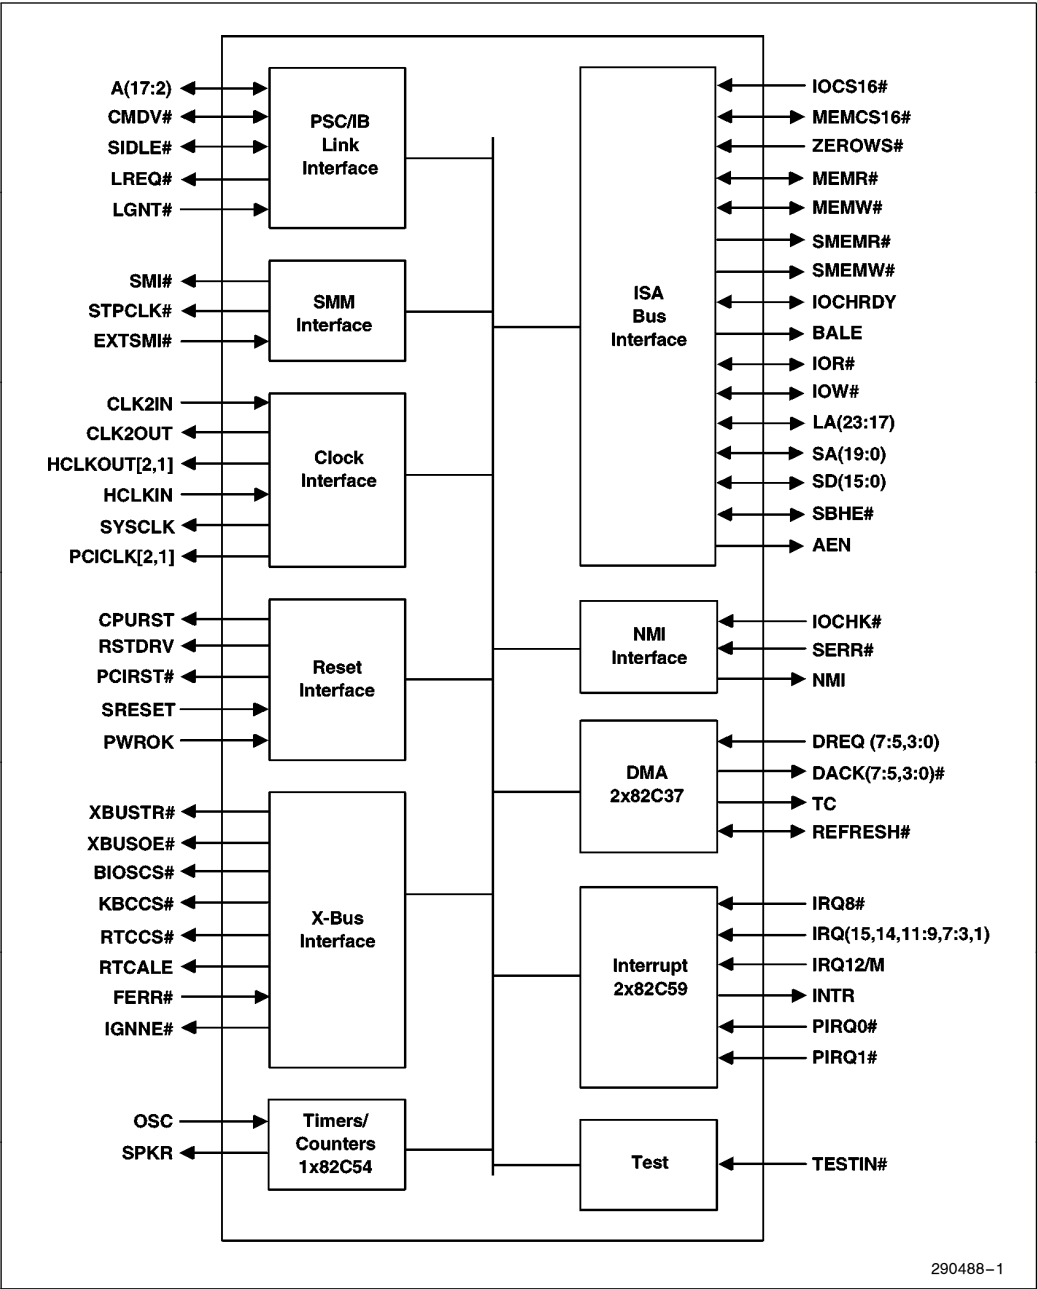 A(17:2)
CMDV#
SIDLE#
LREQ#
LGNT#
PSC/IB
Link
Interface
SMI#
STPCLK#
EXTSMI#
SMM
Interface
CLK2IN
CLK2OUT
HCLKOUT[2,1]
HCLKIN
SYSCLK
PCICLK[2,1]
Clock
Interface
CPURST
RSTDRV
PCIRST#
SRESET
PWROK
Reset
Interface
XBUSTR#
XBUSOE#
BIOSCS#
KBCCS#
RTCCS#
RTCALE
FERR#
IGNNE#
X-Bus
Interface
OSC
SPKR
Timers/
Counters
1x82C54
ISA
Bus
Interface
IOCS16#
MEMCS16#
ZEROWS#
MEMR#
MEMW#
SMEMR#
SMEMW#
IOCHRDY
BALE
IOR#
IOW#
LA(23:17)
SA(19:0)
SD(15:0)
SBHE#
AEN
NMI
Interface
IOCHK#
SERR#
NMI
DMA
2x82C37
DREQ (7:5,3:0)
DACK(7:5,3:0)#
TC
REFRESH#
Interrupt
2x82C59
IRQ8#
IRQ(15,14,11:9,7:3,1)
IRQ12/M
INTR
PIRQ0#
PIRQ1#
Test
TESTIN#
290488–1